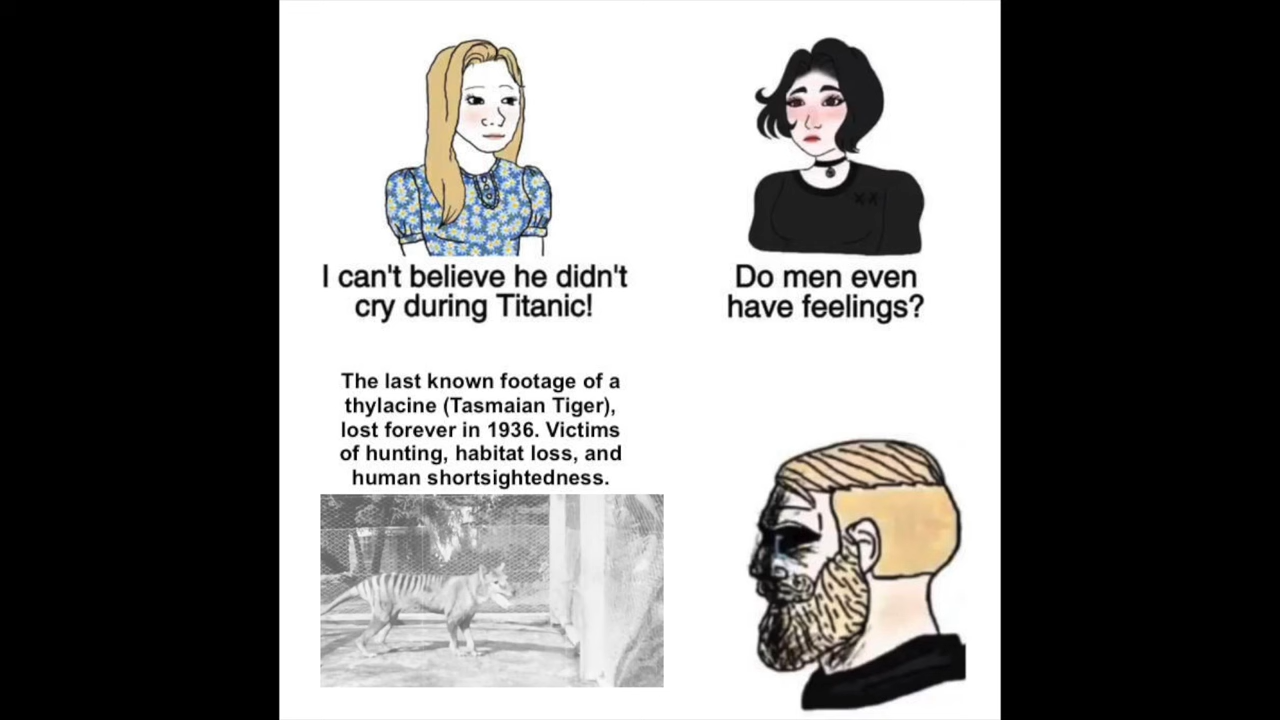 I can't believe he didn't
cry during Titanic!
Do men even
have feelings?
The last known footage of a
thylacine (Tasmaian Tiger),
lost forever in 1936. Victims
of hunting, habitat loss, and
human shortsightedness.